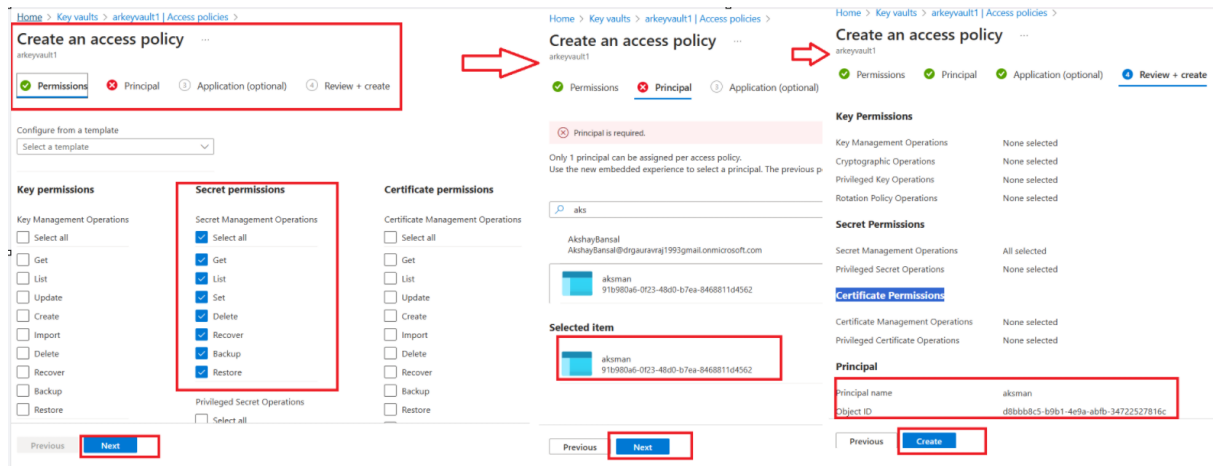 Home > Key vaults > arkeyvault1 | Access policies >
Create an access policy ...
arkeyvault1
Permissions Principal 3 Application (optional) 4 Review + create
Configure from a template
Select a template
Key permissions
Key Management Operations
Select all
Get
List
Update
Create
Import
Delete
Recover
Backup
Restore
Secret permissions
Secret Management Operations
Select all
Get
List
Set
Delete
Recover
Backup
Restore
Privileged Secret Operations
Select all
Certificate permissions
Certificate Management Operations
Select all
Get
List
Update
Create
Import
Delete
Recover
Backup
Restore
Previous Next
Home > Key vaults > arkeyvault1 | Access policies >
Create an access policy ...
arkeyvault1
Permissions Principal 3 Application (optional)
Principal is required.
Only 1 principal can be assigned per access policy.
Use the new embedded experience to select a principal. The previous p
aks
AkshayBansal
AkshayBansal@drgauravraj1993gmail.onmicrosoft.com
aksman
91b980a6-0f23-48d0-b7ea-8468811d4562
Selected item
aksman
91b980a6-0f23-48d0-b7ea-8468811d4562
Previous Next
Home > Key vaults > arkeyvault1 | Access policies >
Create an access policy ...
arkeyvault1
Permissions Principal Application (optional) 4 Review + create
Key Permissions
Key Management Operations None selected
Cryptographic Operations None selected
Privileged Key Operations None selected
Rotation Policy Operations None selected
Secret Permissions
Secret Management Operations All selected
Privileged Secret Operations None selected
Certificate Permissions
Certificate Management Operations None selected
Privileged Certificate Operations None selected
Principal
Principal name aksman
Object ID d8bbb8c5-b9b1-4e9a-abfb-34722527816c
Previous Create